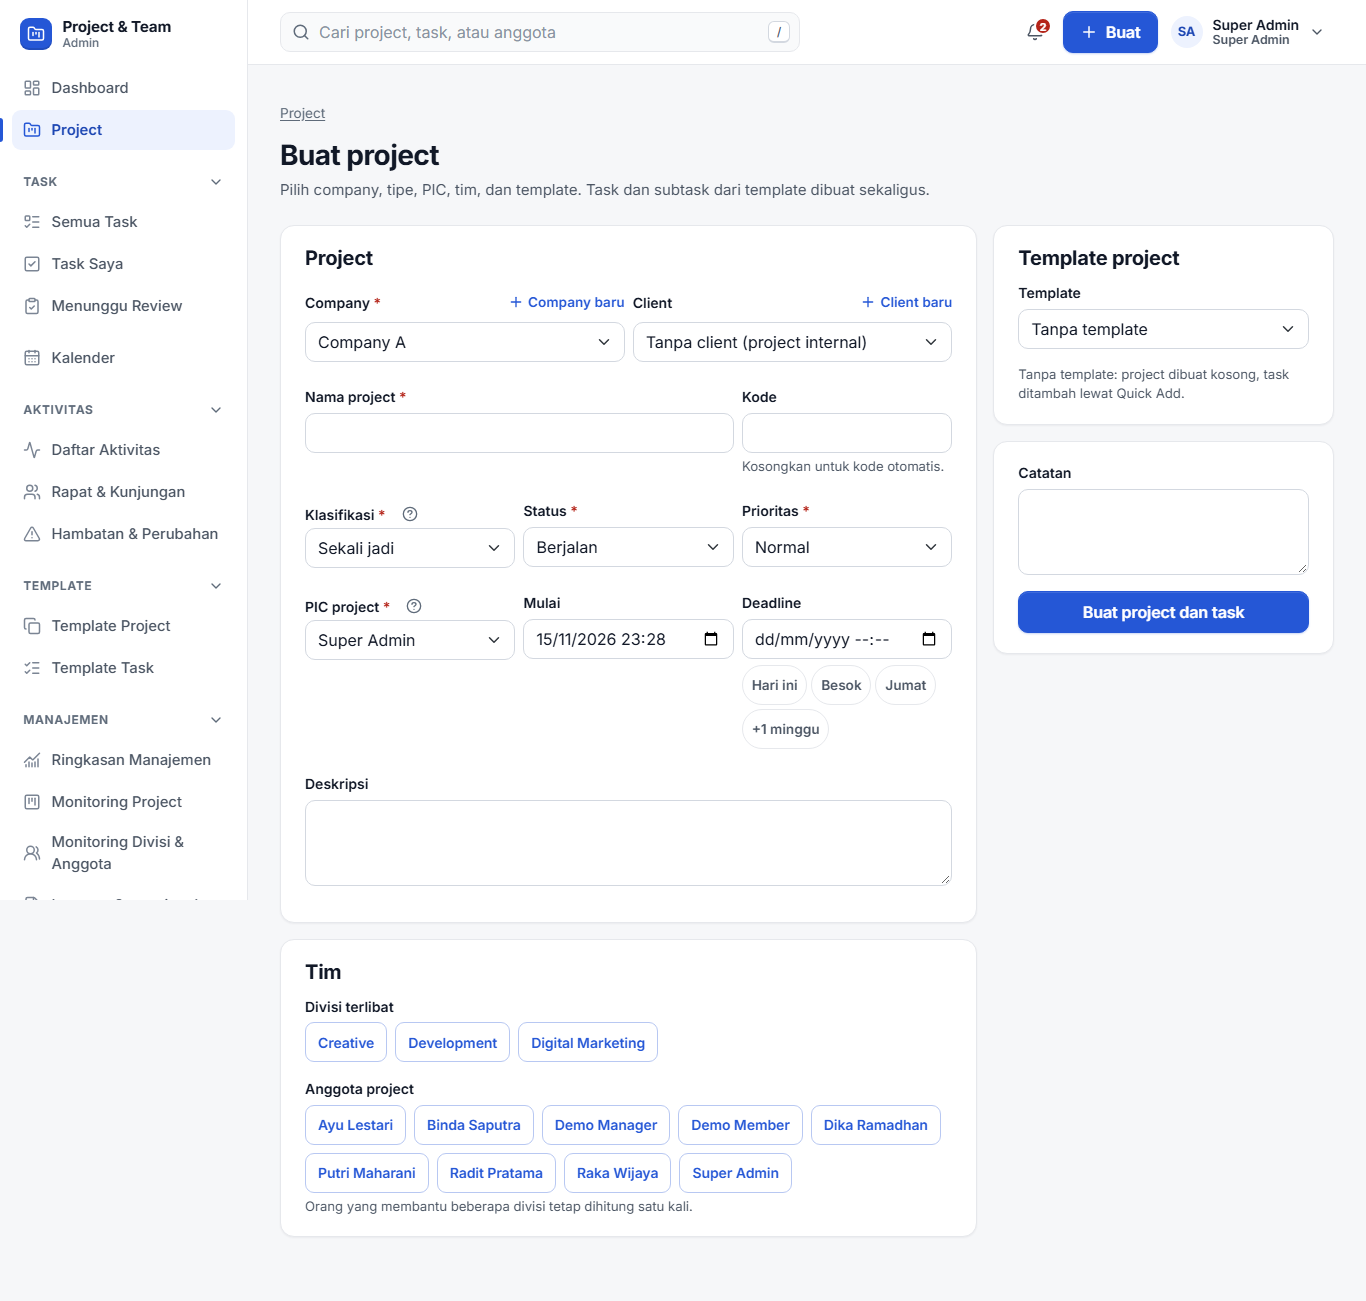 Project & Team
Admin
Dashboard
Project
TASK
Semua Task
Task Saya
Menunggu Review
Kalender
AKTIVITAS
Daftar Aktivitas
Rapat & Kunjungan
Hambatan & Perubahan
TEMPLATE
Template Project
Template Task
MANAJEMEN
Ringkasan Manajemen
Monitoring Project
Monitoring Divisi &
Anggota
Cari project, task, atau anggota
/
2
Buat
SA
Super Admin
Super Admin
Project
Buat project
Pilih company, tipe, PIC, tim, dan template. Task dan subtask dari template dibuat sekaligus.
Project
Company *
+ Company baru
Client
+ Client baru
Company A
Tanpa client (project internal)
Nama project *
Kode
Kosongkan untuk kode otomatis.
Klasifikasi *
Status *
Prioritas *
Sekali jadi
Berjalan
Normal
PIC project *
Mulai
Deadline
Super Admin
15/11/2026 23:28
dd/mm/yyyy --:--
Hari ini
Besok
Jumat
+1 minggu
Deskripsi
Tim
Divisi terlibat
Creative
Development
Digital Marketing
Anggota project
Ayu Lestari
Binda Saputra
Demo Manager
Demo Member
Dika Ramadhan
Putri Maharani
Radit Pratama
Raka Wijaya
Super Admin
Orang yang membantu beberapa divisi tetap dihitung satu kali.
Template project
Template
Tanpa template
Tanpa template: project dibuat kosong, task
ditambah lewat Quick Add.
Catatan
Buat project dan task